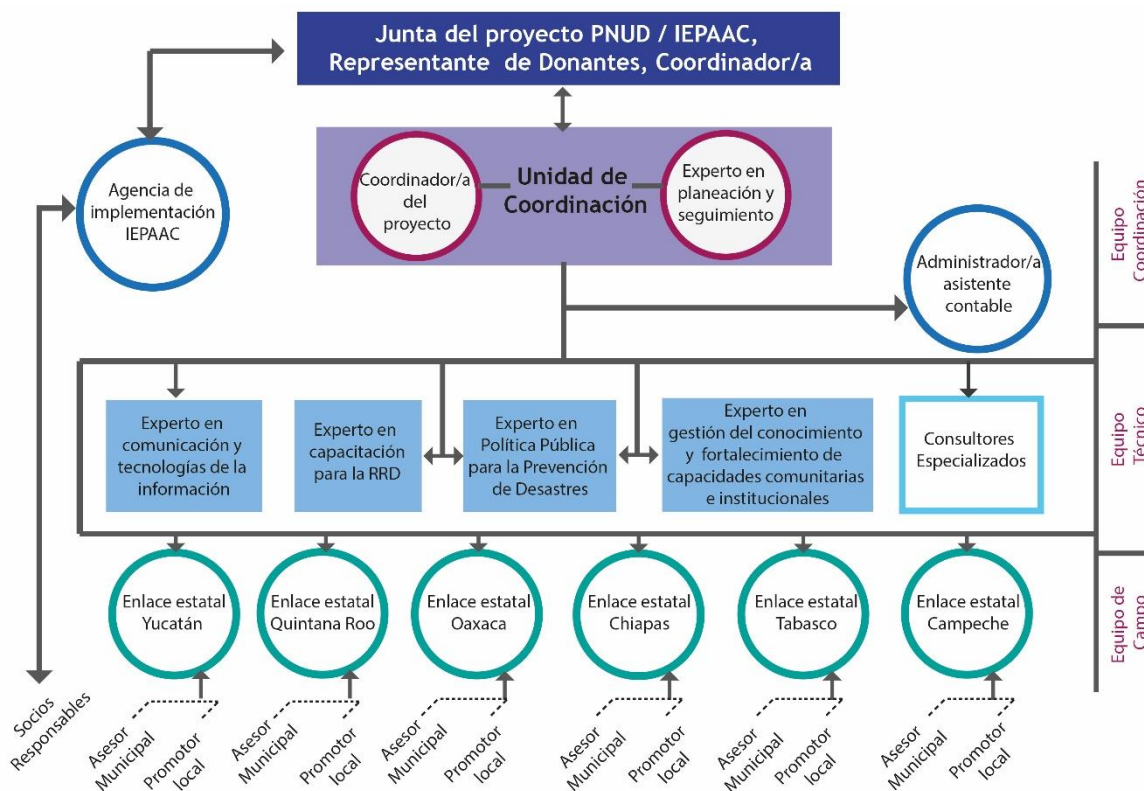 Junta del proyecto PNUD / IEPAAC,
Representante de Donantes, Coordinador/a
Agencia de
implementación
IEPAAC
Coordinador/a
del
proyecto
Unidad de
Coordinación
Experto en
planeación y
seguimiento
Administrador/a
asistente
contable
Equipo
Coordinación
Experto en
comunicación y
tecnologías de la
información
Experto en
capacitación
para la RRD
Experto en
Política Pública
para la Prevención
de Desastres
Experto en
gestión del conocimiento
y fortalecimiento de
capacidades comunitarias
e institucionales
Consultores
Especializados
Equipo
Técnico
Enlace estatal
Yucatán
Enlace estatal
Quintana Roo
Enlace estatal
Oaxaca
Enlace estatal
Chiapas
Enlace estatal
Tabasco
Enlace estatal
Campeche
Equipo de
Campo
Socios
Responsables
Asesor
Municipal
Promotor
local
Asesor
Municipal
Promotor
local
Asesor
Municipal
Promotor
local
Asesor
Municipal
Promotor
local
Asesor
Municipal
Promotor
local
Asesor
Municipal
Promotor
local